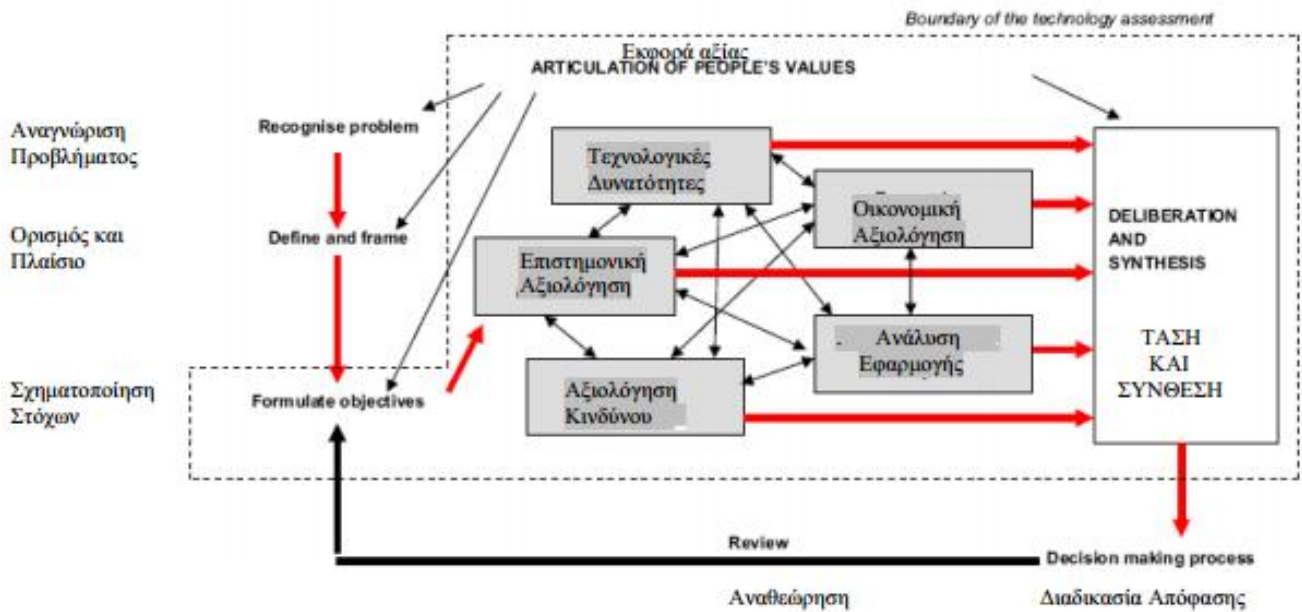 Boundary of the technology assessment
Εκφορά αξίας
ARTICULATION OF PEOPLE'S VALUES
Αναγνώριση
Προβλήματος
Recognise problem
Ορισμός και
Πλαίσιο
Define and frame
Σχηματοποίηση
Στόχων
Formulate objectives
Τεχνολογικές
Δυνατότητες
Οικονομική
Αξιολόγηση
Επιστημονική
Αξιολόγηση
Ανάλυση
Εφαρμογής
Αξιολόγηση
Κινδύνου
DELIBERATION
AND
SYNTHESIS
ΤΑΣΗ
ΚΑΙ
ΣΥΝΘΕΣΗ
Review
Decision making process
Αναθεώρηση
Διαδικασία Απόφασης